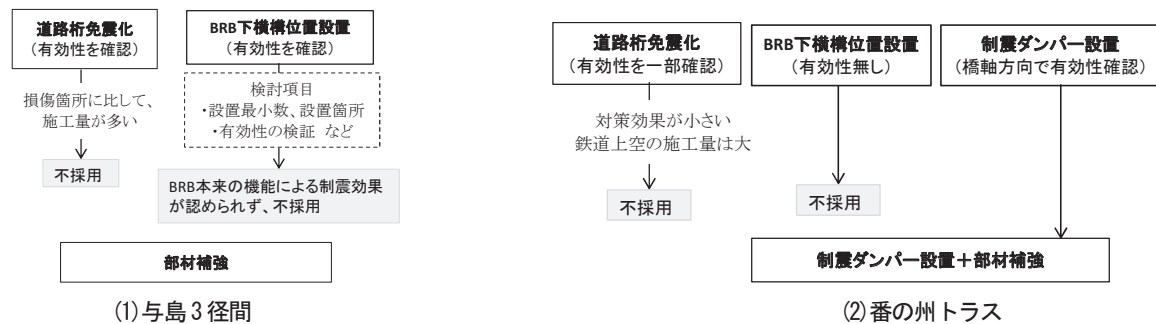 道路桁免震化
（有効性を確認）
損傷箇所に比して、
施工量が多い
不採用
BRB下横構位置設置
（有効性を確認）
検討項目
・設置最小数、設置箇所
・有効性の検証 など
BRB本来の機能による制震効果
が認められず、不採用
部材補強
(1)与島３径間
道路桁免震化
（有効性を一部確認）
対策効果が小さい
鉄道上空の施工量は大
不採用
BRB下横構位置設置
（有効性無し）
不採用
制震ダンパー設置
（橋軸方向で有効性確認）
制震ダンパー設置＋部材補強
(2)番の州トラス